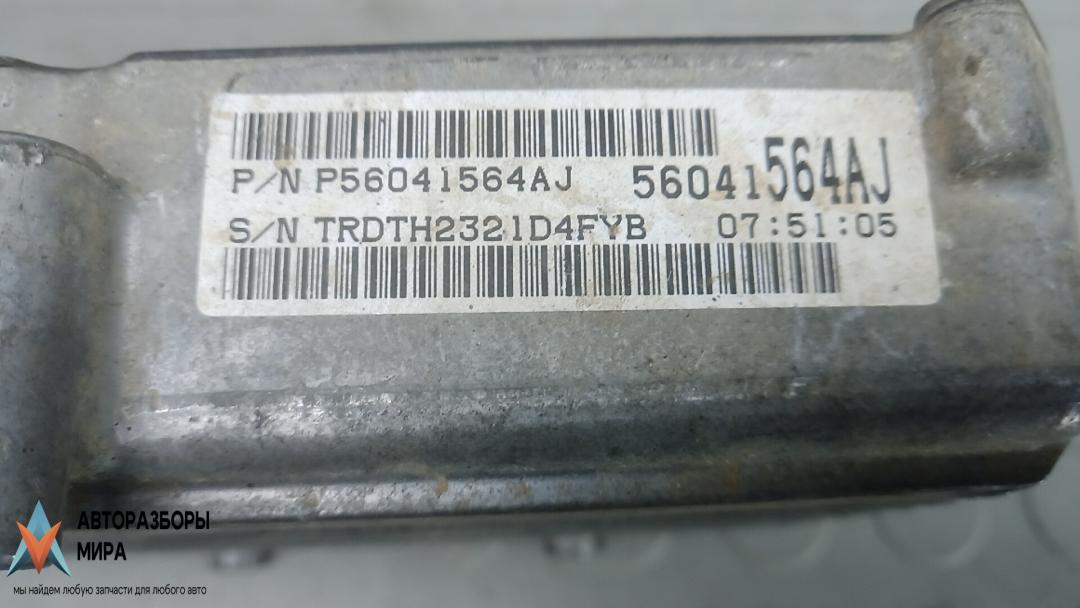 P/N P56041564AJ 56041564AJ
S/N TRDTH2321D4FYB 07:51:05
АВТОРАЗБОРЫ
МИРА
мы найдем любую запчасти для любого авто